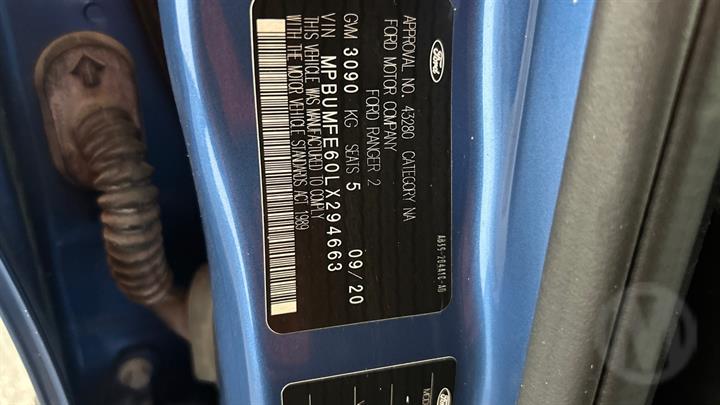 Ford
APPROVAL NO. 43280 CATEGORY NA
FORD MOTOR COMPANY
FORD RANGER 2
GVM 3090 KG SEATS 5 09/20
VIN MPBUMFE60LX294663
THIS VEHICLE WAS MANUFACTURED TO COMPLY
WITH THE MOTOR VEHICLE STANDARDS ACT 1989